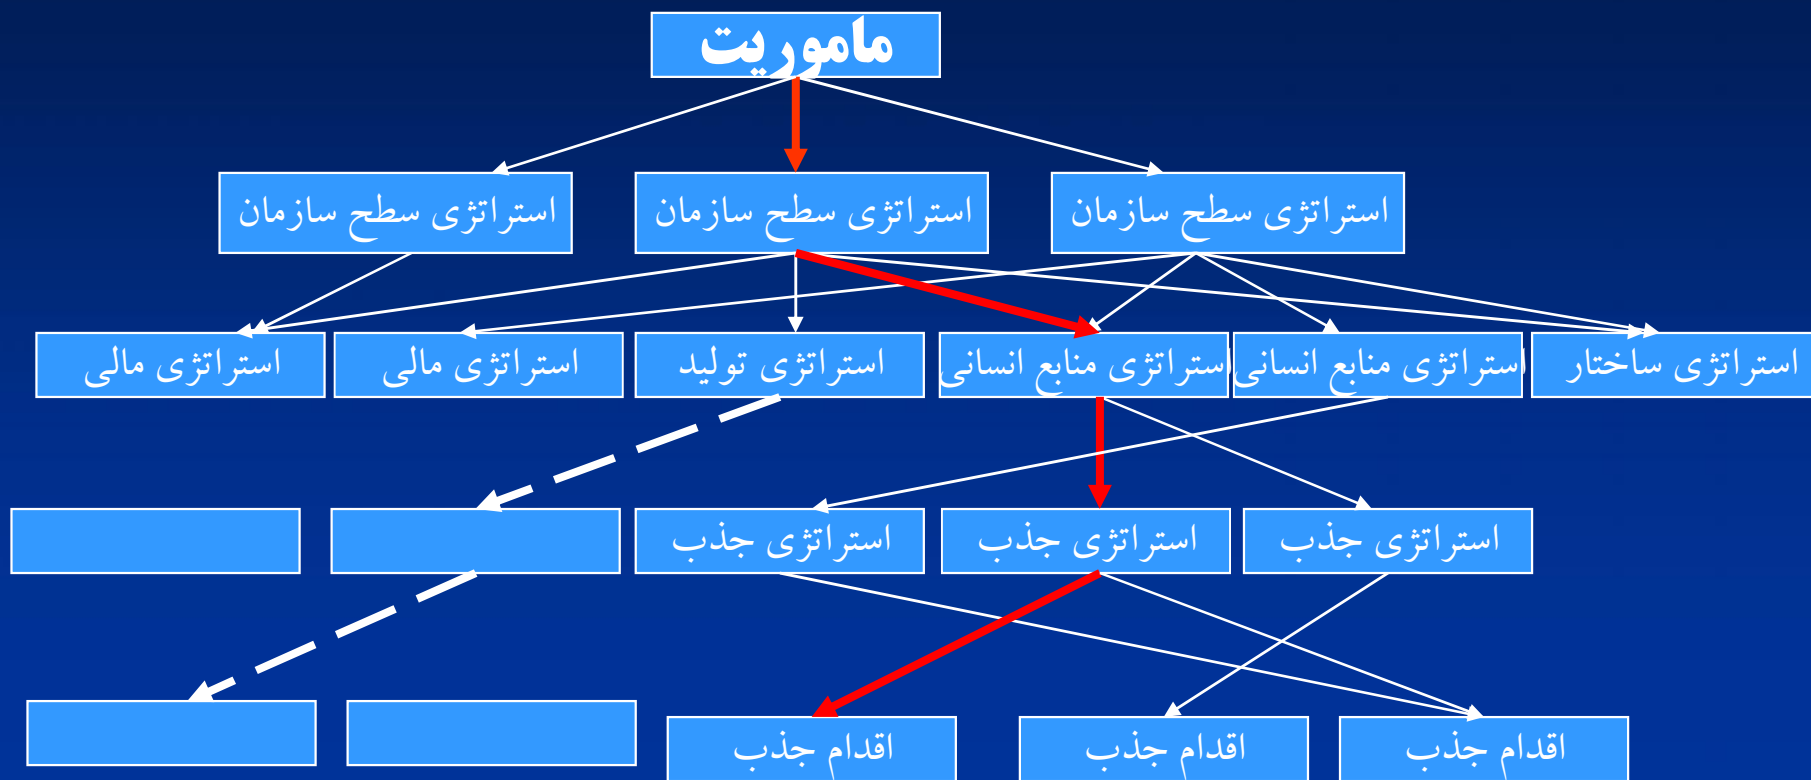 ماموریت
استراتژی سطح سازمان
استراتژی سطح سازمان
استراتژی سطح سازمان
استراتژی ساختار
استراتژی منابع انسانی
استراتژی منابع انسانی
استراتژی تولید
استراتژی مالی
استراتژی مالی
استراتژی جذب
استراتژی جذب
استراتژی جذب
اقدام جذب
اقدام جذب
اقدام جذب